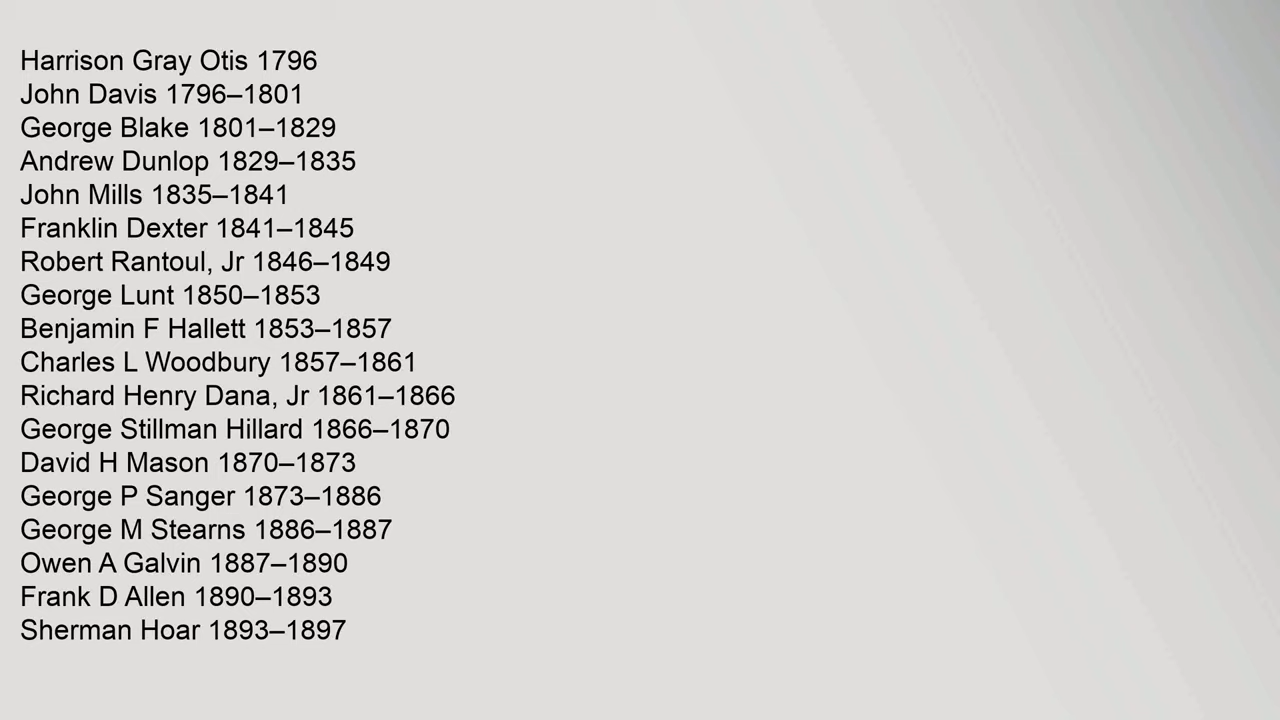 Harrison Gray Otis 1796
John Davis 1796–1801
George Blake 1801–1829
Andrew Dunlop 1829–1835
John Mills 1835–1841
Franklin Dexter 1841–1845
Robert Rantoul, Jr 1846–1849
George Lunt 1850–1853
Benjamin F Hallett 1853–1857
Charles L Woodbury 1857–1861
Richard Henry Dana, Jr 1861–1866
George Stillman Hillard 1866–1870
David H Mason 1870–1873
George P Sanger 1873–1886
George M Stearns 1886–1887
Owen A Galvin 1887–1890
Frank D Allen 1890–1893
Sherman Hoar 1893–1897